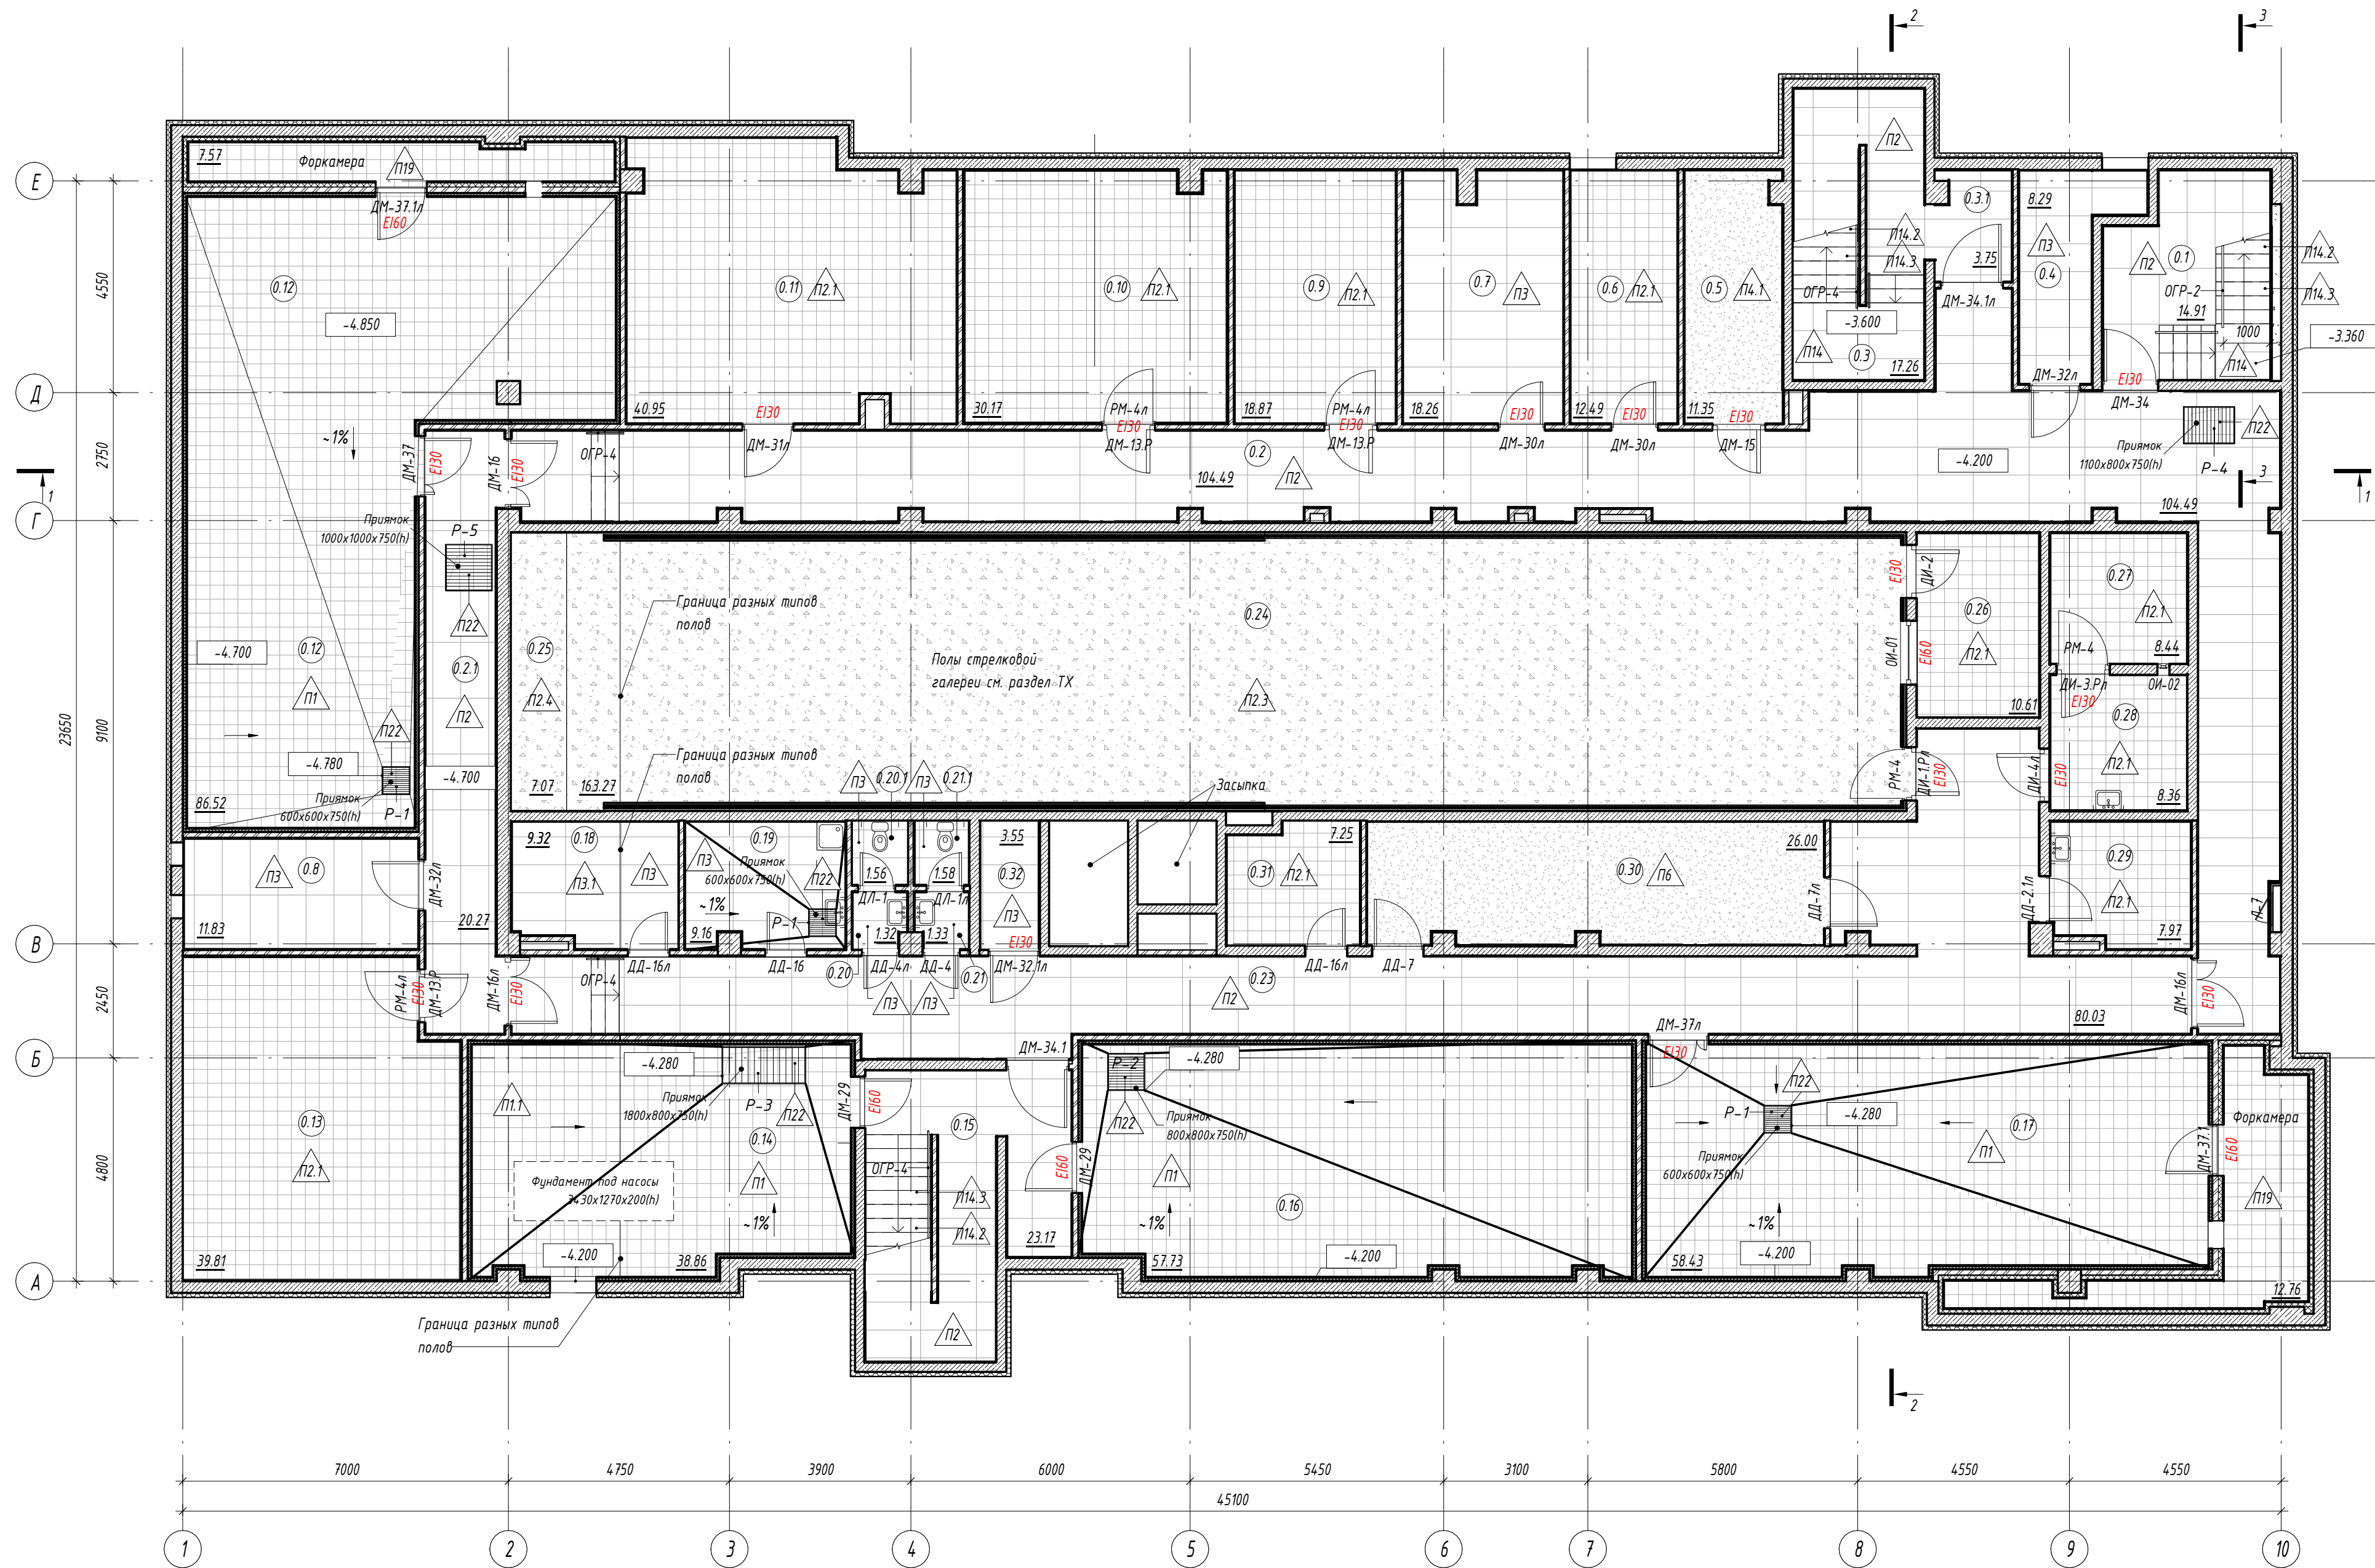 2
3
7.57
Форкамера
П19
Е
ДМ-37.1л
EI60
0.12
-4.850
0.11
П2.1
0.10
П2.1
0.9
П2.1
0.7
П3
0.6
П2.1
0.5
П4.1
П2
П14.2
П14.3
ОГР-4
-3.600
П14
0.3
17.26
0.3.1
3.75
ДМ-34.1л
8.29
П3
0.4
П2
0.1
ОГР-2
14.91
1000
П14.2
П14.3
-3.360
П14
4550
Д
40.95
EI30
ДМ-31л
30.17
РМ-4л
EI30
ДМ-13.Р
18.87
РМ-4л
EI30
ДМ-13.Р
18.26
EI30
ДМ-30л
12.49
EI30
ДМ-30л
11.35
EI30
ДМ-15
ДМ-32л
EI30
ДМ-34
2750
~1%
ДМ-37
EI30
ДМ-16
EI30
ОГР-4
0.2
104.49
П2
-4.200
Приямок
1100х800х750(h)
Р-4
П22
3
104.49
1
1
Г
Приямок
1000х1000х750(h)
Р-5
П22
0.2.1
П2
-4.700
Граница разных типов
полов
0.25
П2.4
0.24
Полы стрелковой
галереи см. раздел ТХ
П2.3
EI30
ДИ-2
ОИ-01
EI60
0.26
П2.1
10.61
0.27
П2.1
8.44
РМ-4
ДИ-3.Рл
EI30
ОИ-02
0.28
П2.1
8.36
9100
23650
-4.700
0.12
П1
П22
-4.780
86.52
Приямок
600х600х750(h)
Р-1
Граница разных типов
полов
7.07
163.27
П3
0.20.1
П3
0.21.1
Засыпка
РМ-4
ДИ-1.Рл
EI30
ДИ-4л
EI30
П3
0.8
11.83
ДМ-32л
20.27
9.32
0.18
П3.1
П3
0.19
П3
Приямок
600х600х750(h)
П22
~1%
Р-1
9.16
1.56
ДЛ-1
1.58
ДЛ-1л
1.32
1.33
3.55
0.32
П3
EI30
7.25
0.31
П2.1
26.00
0.30
П6
ДД-7л
0.29
П2.1
ДД-2.1л
7.97
Л-7
В
ДД-16л
ДД-16
0.20
ДД-4л
ДД-4
0.21
ДМ-32.1л
П3
П3
ДД-16л
ДД-7
0.23
П2
2450
РМ-4л
EI30
ДМ-13.Р
ДМ-16л
EI30
ОГР-4
ДМ-16л
EI30
80.03
Б
-4.280
Приямок
1800х800х750(h)
Р-3
П22
ДМ-29
EI60
ДМ-34.1
Р-2
-4.280
П22
Приямок
800х800х750(h)
ДМ-37л
EI30
П22
Р-1
-4.280
Приямок
600х600х750(h)
0.17
П1
ДМ-37.1
EI60
Форкамера
П19
12.76
4800
0.13
П2.1
39.81
П1.1
0.14
П1
Фундамент под насосы
3430х1270х200(h)
-4.200
~1%
38.86
0.15
ОГР-4
П14.3
П14.2
EI60
ДМ-29
23.17
П1
0.16
~1%
57.73
-4.200
~1%
-4.200
58.43
А
Граница разных типов
полов
П2
2
7000
4750
3900
6000
5450
3100
5800
4550
4550
45100
1
2
3
4
5
6
7
8
9
10